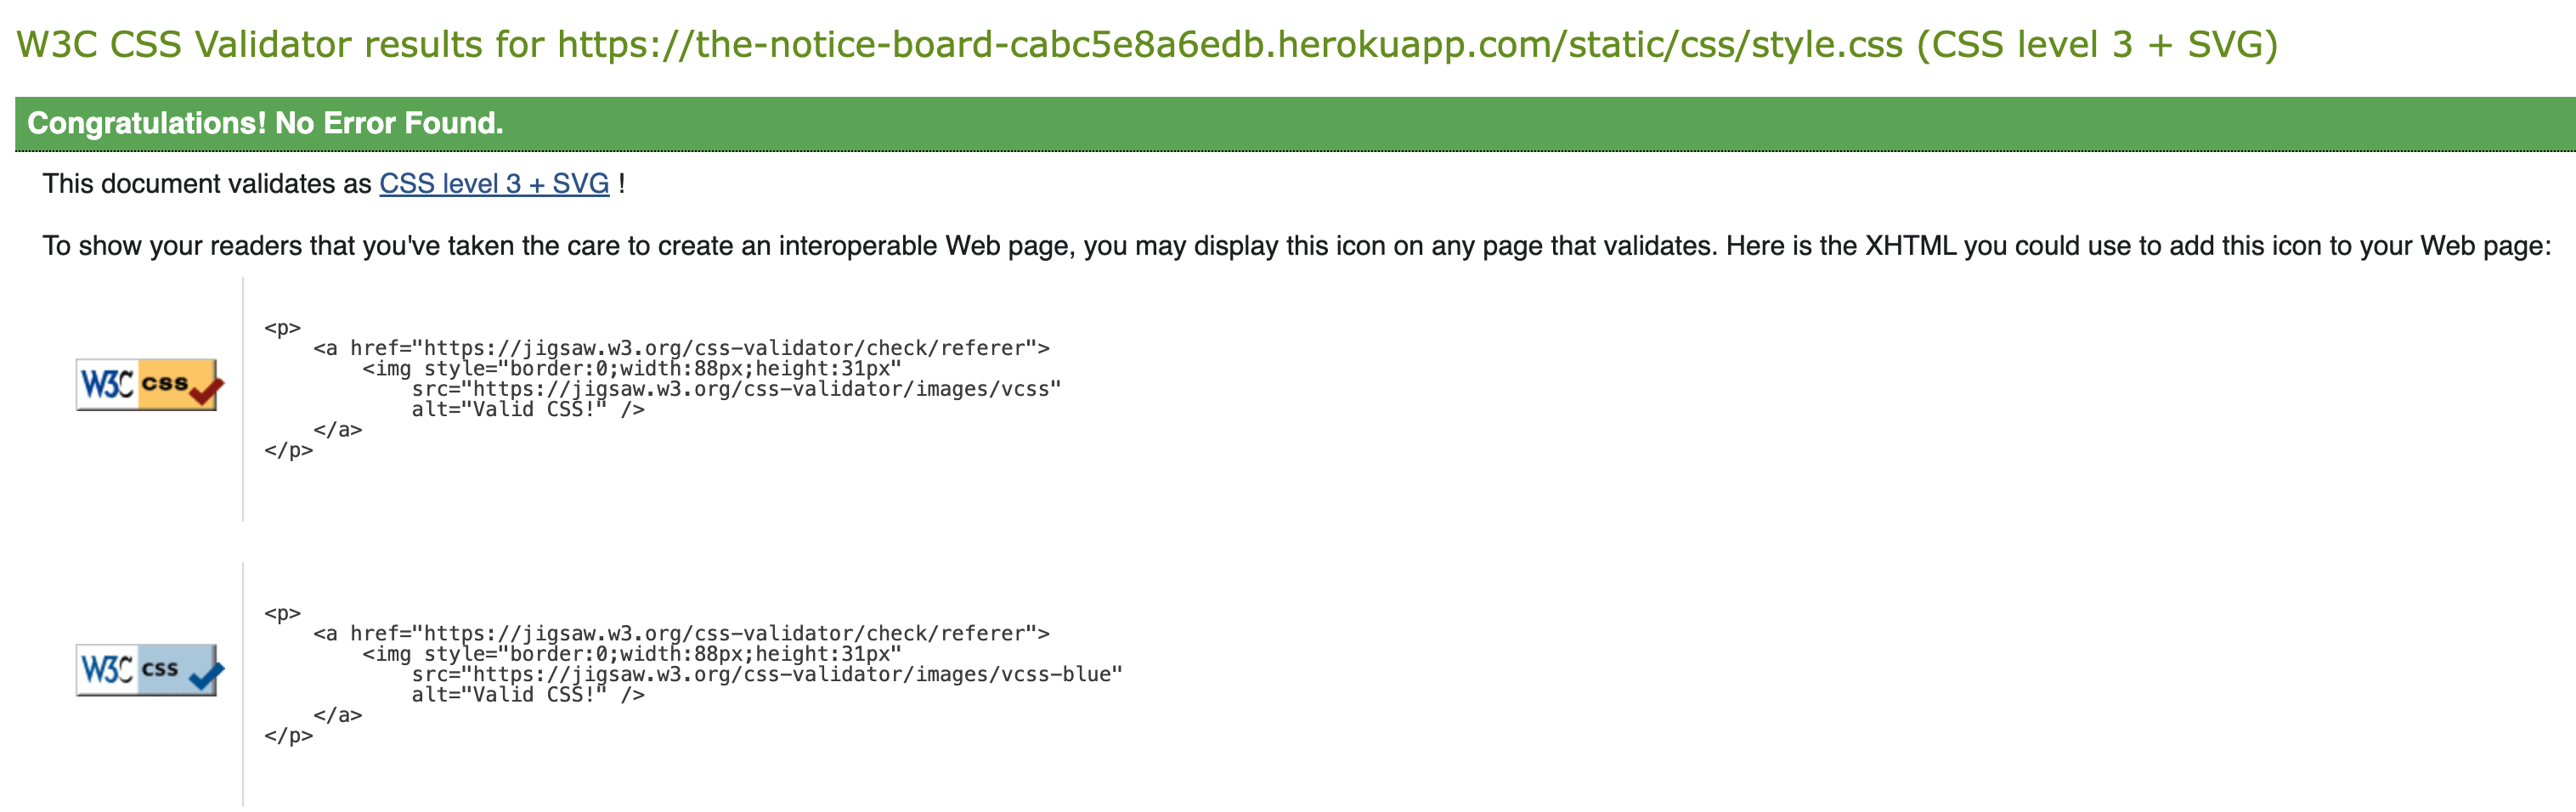 W3C CSS Validator results for https://the-notice-board-cabc5e8a6edb.herokuapp.com/static/css/style.css (CSS level 3 + SVG)
Congratulations! No Error Found.
This document validates as CSS level 3 + SVG !
To show your readers that you've taken the care to create an interoperable Web page, you may display this icon on any page that validates. Here is the XHTML you could use to add this icon to your Web page:
W3C css
<p>
    <a href="https://jigsaw.w3.org/css-validator/check/referer">
        <img style="border:0;width:88px;height:31px"
            src="https://jigsaw.w3.org/css-validator/images/vcss"
            alt="Valid CSS!" />
    </a>
</p>
W3C css
<p>
    <a href="https://jigsaw.w3.org/css-validator/check/referer">
        <img style="border:0;width:88px;height:31px"
            src="https://jigsaw.w3.org/css-validator/images/vcss-blue"
            alt="Valid CSS!" />
    </a>
</p>